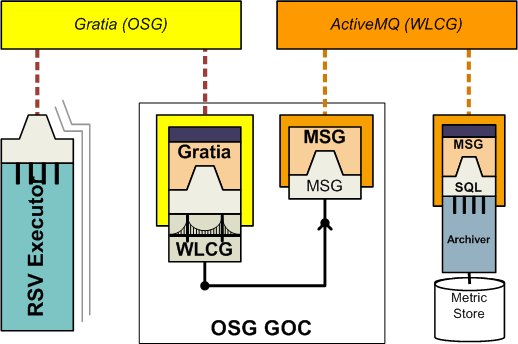 Gratia (OSG)
ActiveMQ (WLCG)
RSV Executor
Gratia
WLCG
MSG
MSG
OSG GOC
MSG
SQL
Archiver
Metric
Store